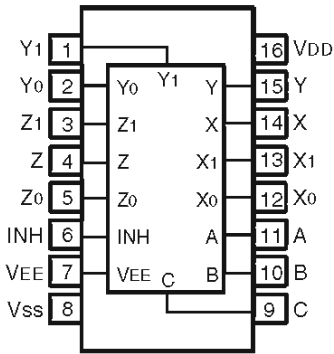 Y1 1 16 VDD
Y1
Y0 2 Y0 Y 15 Y
Z1 3 Z1 X 14 X
Z 4 Z X1 13 X1
Z0 5 Z0 X0 12 X0
INH 6 INH A 11 A
VEE 7 VEE B 10 B
C
Vss 8 9 C